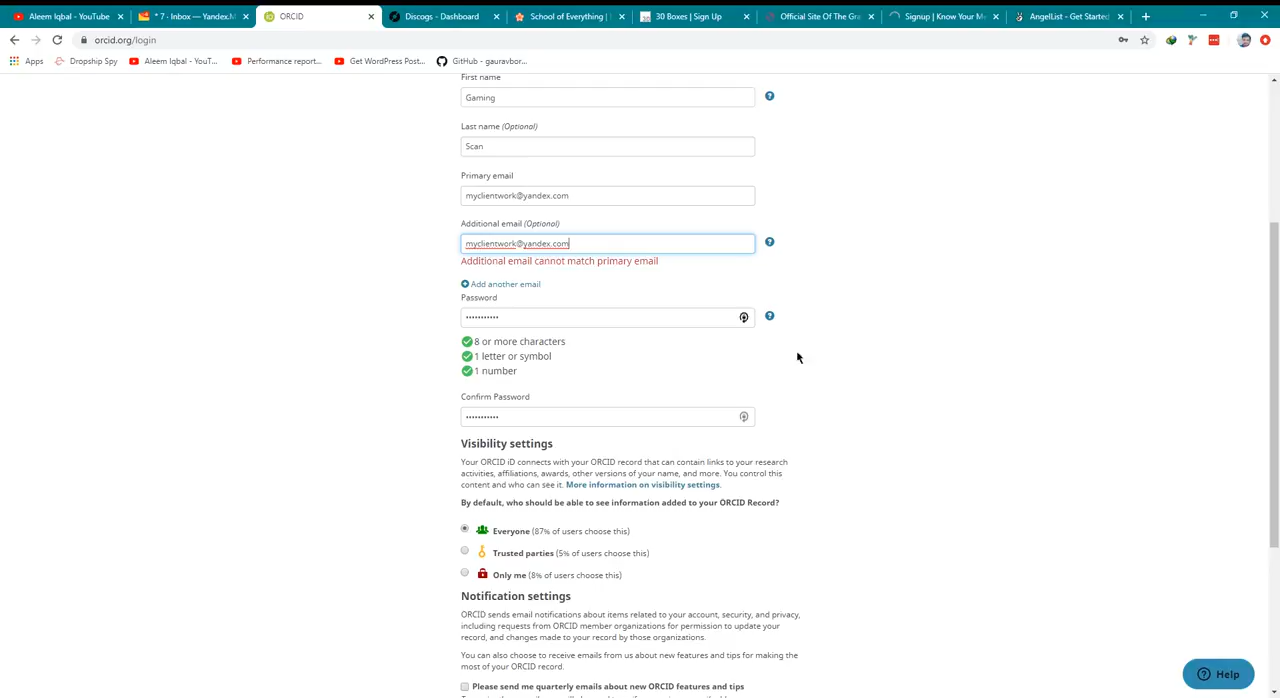 Aleem Iqbal - YouTube
* 7 · Inbox — Yandex.M
ORCID
Discogs - Dashboard
School of Everything |
30 Boxes | Sign Up
Official Site Of The Gra
Signup | Know Your Me
AngelList - Get Started
orcid.org/login
Apps
Dropship Spy
Aleem Iqbal - YouT...
Performance report...
Get WordPress Post...
GitHub - gauravbor...
First name
Gaming
Last name (Optional)
Scan
Primary email
myclientwork@yandex.com
Additional email (Optional)
myclientwork@yandex.com
Additional email cannot match primary email
Add another email
Password
8 or more characters
1 letter or symbol
1 number
Confirm Password
Visibility settings
Your ORCID iD connects with your ORCID record that can contain links to your research
activities, affiliations, awards, other versions of your name, and more. You control this
content and who can see it. More information on visibility settings.
By default, who should be able to see information added to your ORCID Record?
Everyone (87% of users choose this)
Trusted parties (5% of users choose this)
Only me (8% of users choose this)
Notification settings
ORCID sends email notifications about items related to your account, security, and privacy,
including requests from ORCID member organizations for permission to update your
record, and changes made to your record by those organizations.
You can also choose to receive emails from us about new features and tips for making the
most of your ORCID record.
Please send me quarterly emails about new ORCID features and tips
Help